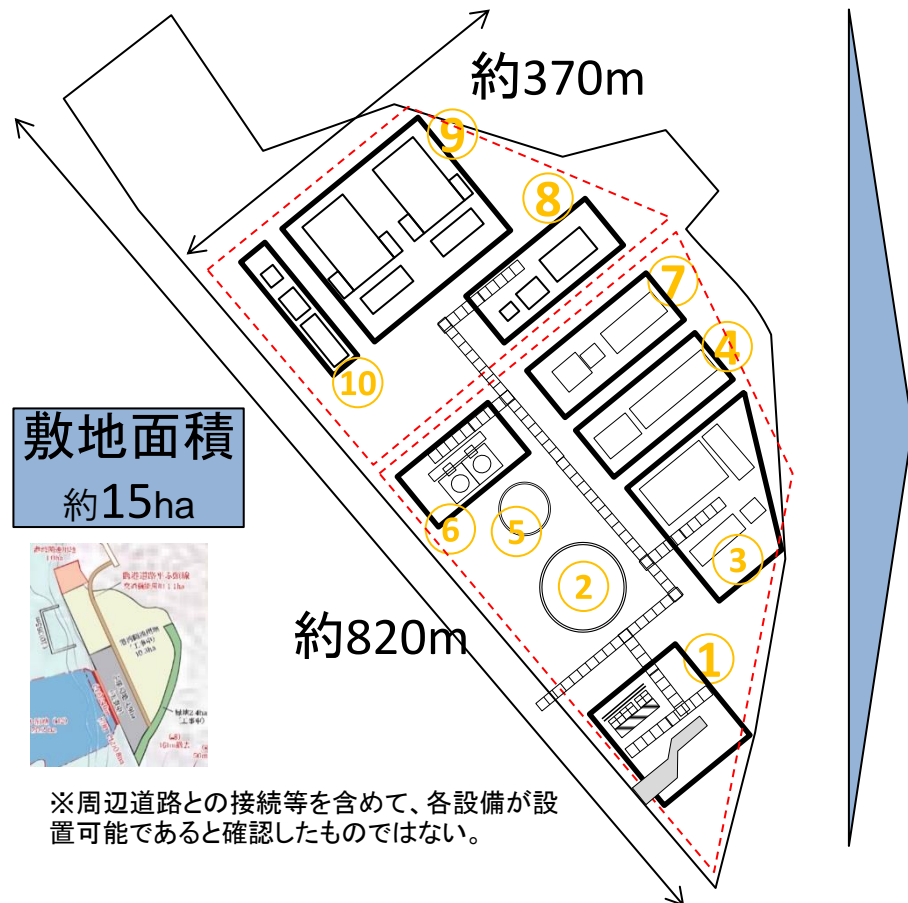 約370m
⑨
⑧
⑦
④
⑩
敷地面積
約15ha
⑥
⑤
②
③
約820m
①
※周辺道路との接続等を含めて、各設備が設
置可能であると確認したものではない。